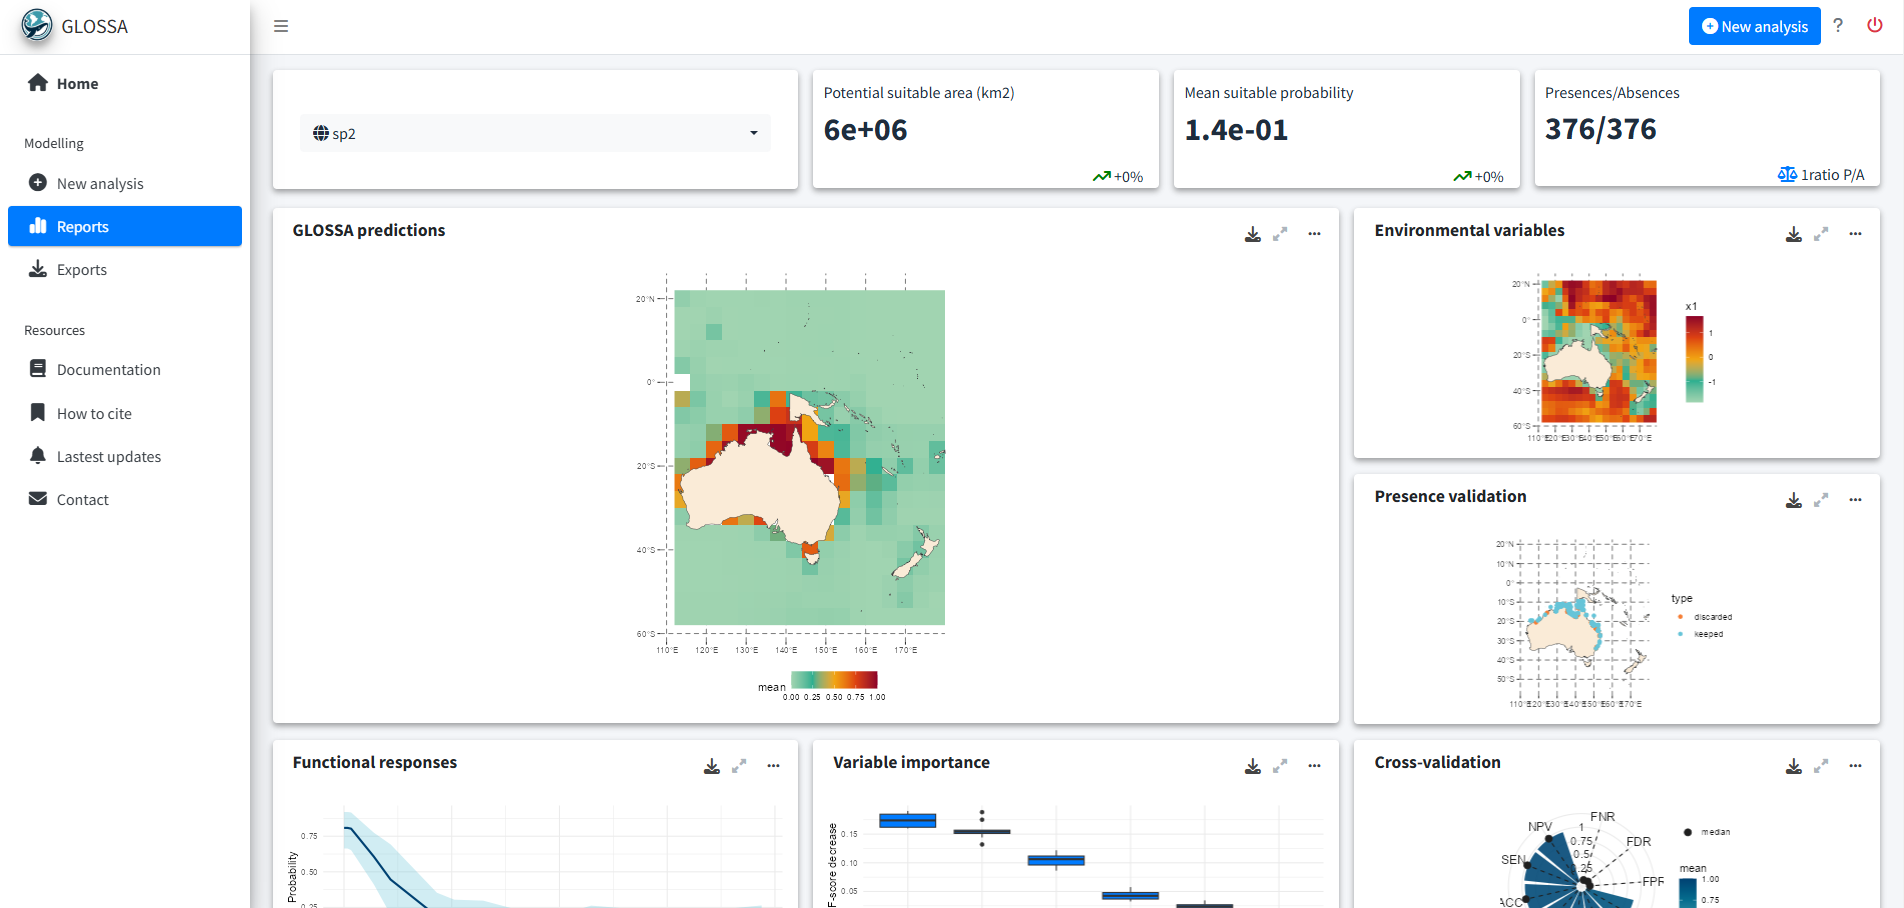 GLOSSA
New analysis
?
Home
Modelling
New analysis
Reports
Exports
Resources
Documentation
How to cite
Lastest updates
Contact
sp2
Potential suitable area (km2)
6e+06
+0%
Mean suitable probability
1.4e-01
+0%
Presences/Absences
376/376
1ratio P/A
GLOSSA predictions
20°N
0°
20°S
40°S
60°S
110°E 120°E 130°E 140°E 150°E 160°E 170°E
mean
0.00 0.25 0.50 0.75 1.00
Environmental variables
20°N
0°
20°S
40°S
60°S
110°E 120°E 130°E 140°E 150°E 160°E 170°E
x1
1
0
-1
Presence validation
20°N
10°N
0°
10°S
20°S
30°S
40°S
50°S
110°E 120°E 130°E 140°E 150°E 160°E 170°E
type
discarded
keeped
Functional responses
Probability
0.75
0.50
0.25
Variable importance
F-score decrease
0.15
0.10
0.05
Cross-validation
FNR
NPV
1
0.75
0.5
0.25
FDR
SEN
FPR
ACC
median
mean
1.00
0.75